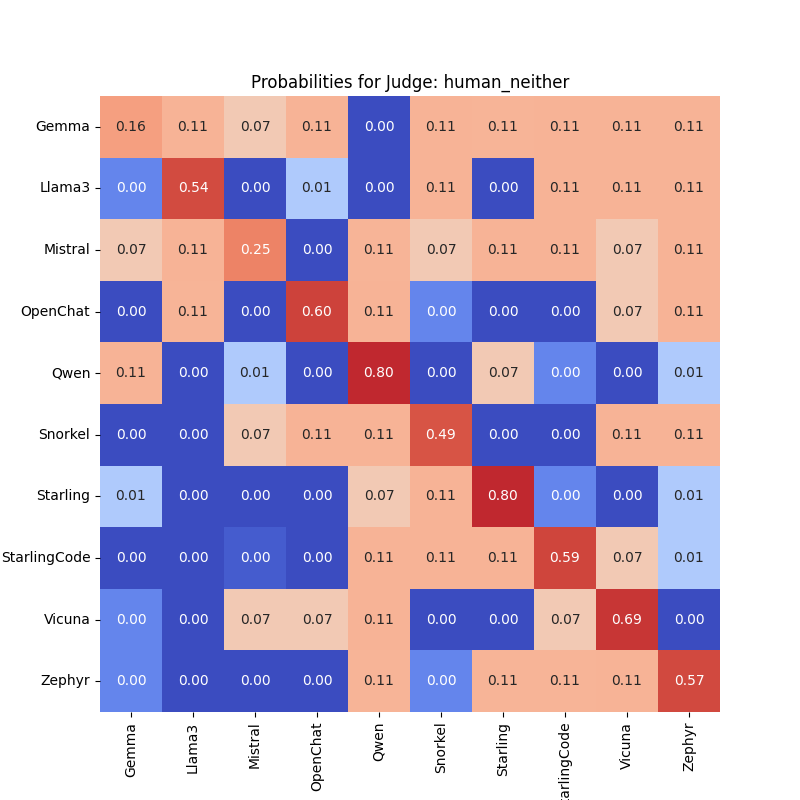 Probabilities for Judge: human_neither
Gemma 0.16 0.11 0.07 0.11 0.00 0.11 0.11 0.11 0.11 0.11
Llama3 0.00 0.54 0.00 0.01 0.00 0.11 0.00 0.11 0.11 0.11
Mistral 0.07 0.11 0.25 0.00 0.11 0.07 0.11 0.11 0.07 0.11
OpenChat 0.00 0.11 0.00 0.60 0.11 0.00 0.00 0.00 0.07 0.11
Qwen 0.11 0.00 0.01 0.00 0.80 0.00 0.07 0.00 0.00 0.01
Snorkel 0.00 0.00 0.07 0.11 0.11 0.49 0.00 0.00 0.11 0.11
Starling 0.01 0.00 0.00 0.00 0.07 0.11 0.80 0.00 0.00 0.01
StarlingCode 0.00 0.00 0.00 0.00 0.11 0.11 0.11 0.59 0.07 0.01
Vicuna 0.00 0.00 0.07 0.07 0.11 0.00 0.00 0.07 0.69 0.00
Zephyr 0.00 0.00 0.00 0.00 0.11 0.00 0.11 0.11 0.11 0.57
Gemma
Llama3
Mistral
OpenChat
Qwen
Snorkel
Starling
arlingCode
Vicuna
Zephyr